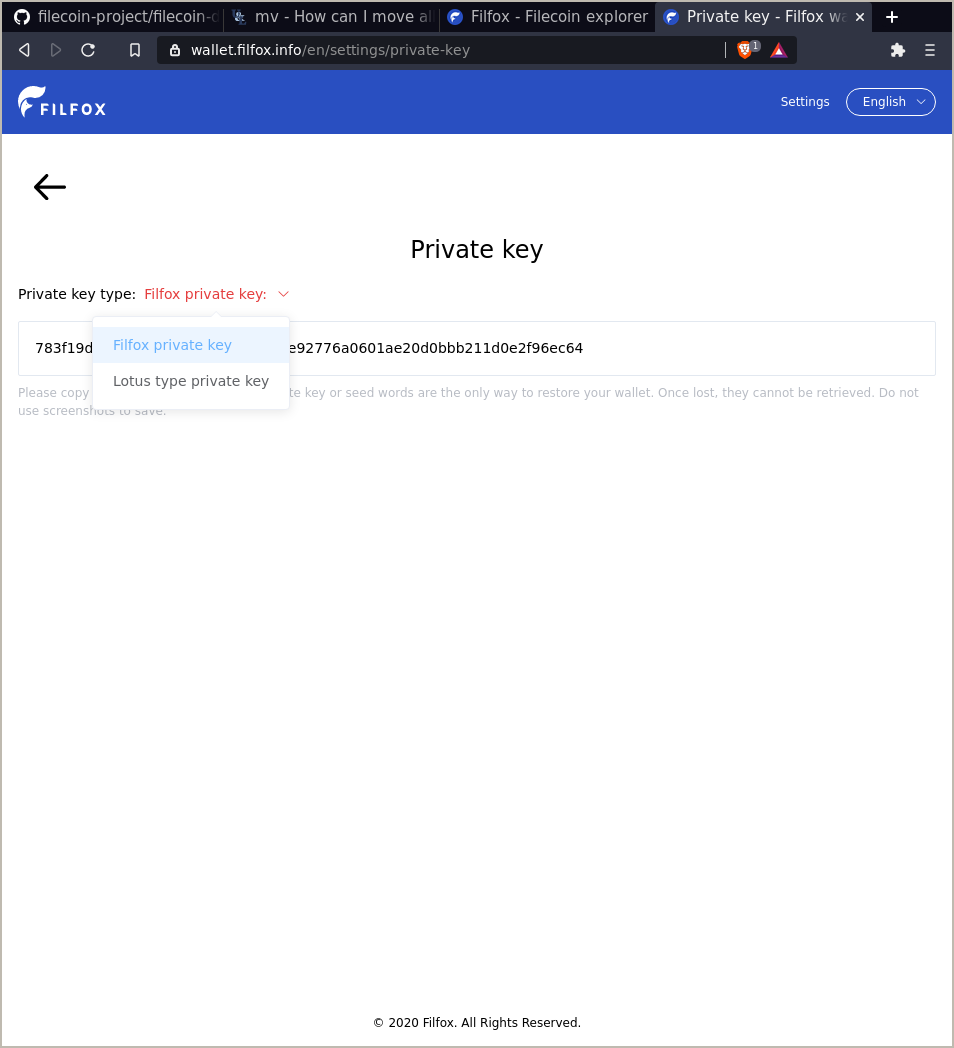 filecoin-project/filecoin-
mv - How can I move al
Filfox - Filecoin explorer
Private key - Filfox wa
wallet.filfox.info/en/settings/private-key
1
FILFOX
Settings
English
Private key
Private key type: Filfox private key:
783f19d e92776a0601ae20d0bbb211d0e2f96ec64
Filfox private key
Lotus type private key
Please copy te key or seed words are the only way to restore your wallet. Once lost, they cannot be retrieved. Do not
use screenshots to save.
© 2020 Filfox. All Rights Reserved.